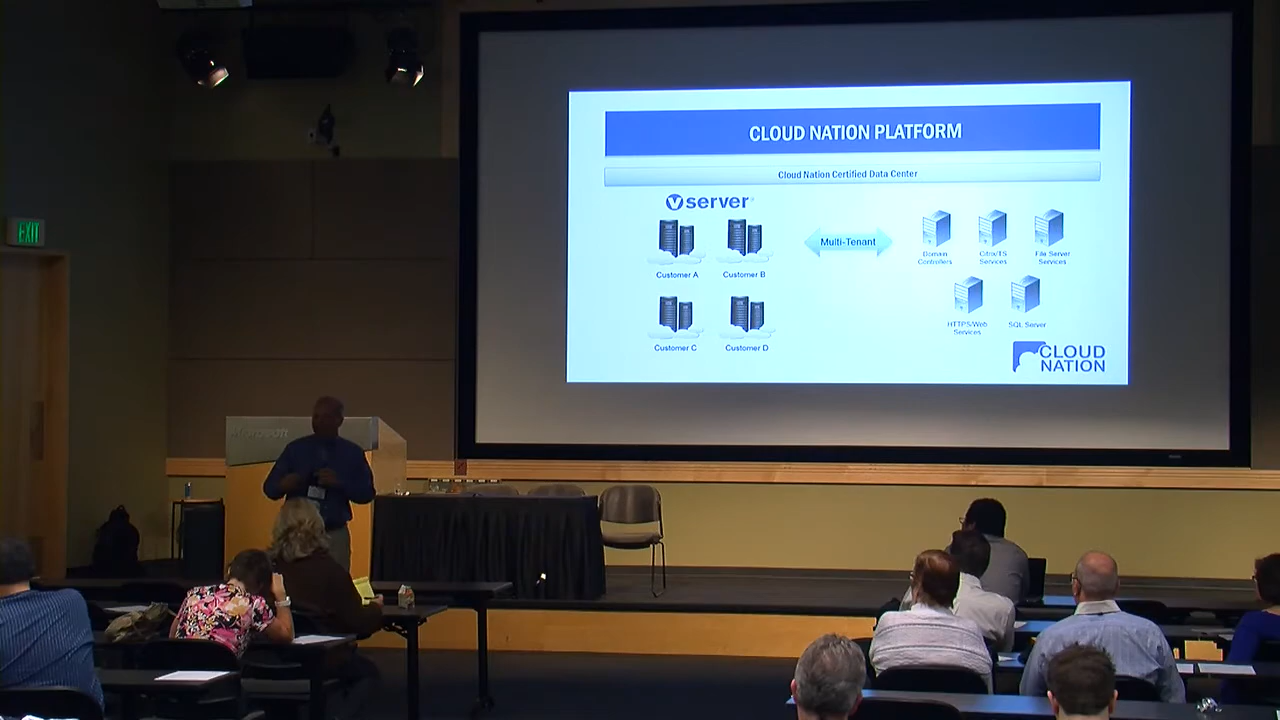 EXIT
CLOUD NATION PLATFORM
Cloud Nation Certified Data Center
Vserver
Customer A
Customer B
Customer C
Customer D
Multi-Tenant
Domain
Controllers
Citrix/TS
Services
File Server
Services
HTTPS/Web
Services
SQL Server
CLOUD
NATION
Microsoft